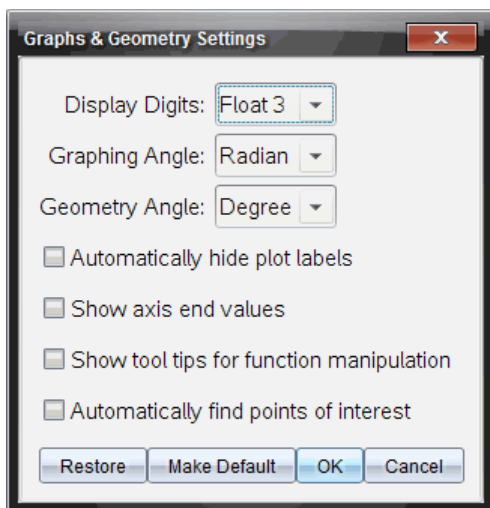 Graphs & Geometry Settings
x
Display Digits: Float 3
Graphing Angle: Radian
Geometry Angle: Degree
Automatically hide plot labels
Show axis end values
Show tool tips for function manipulation
Automatically find points of interest
Restore Make Default OK Cancel